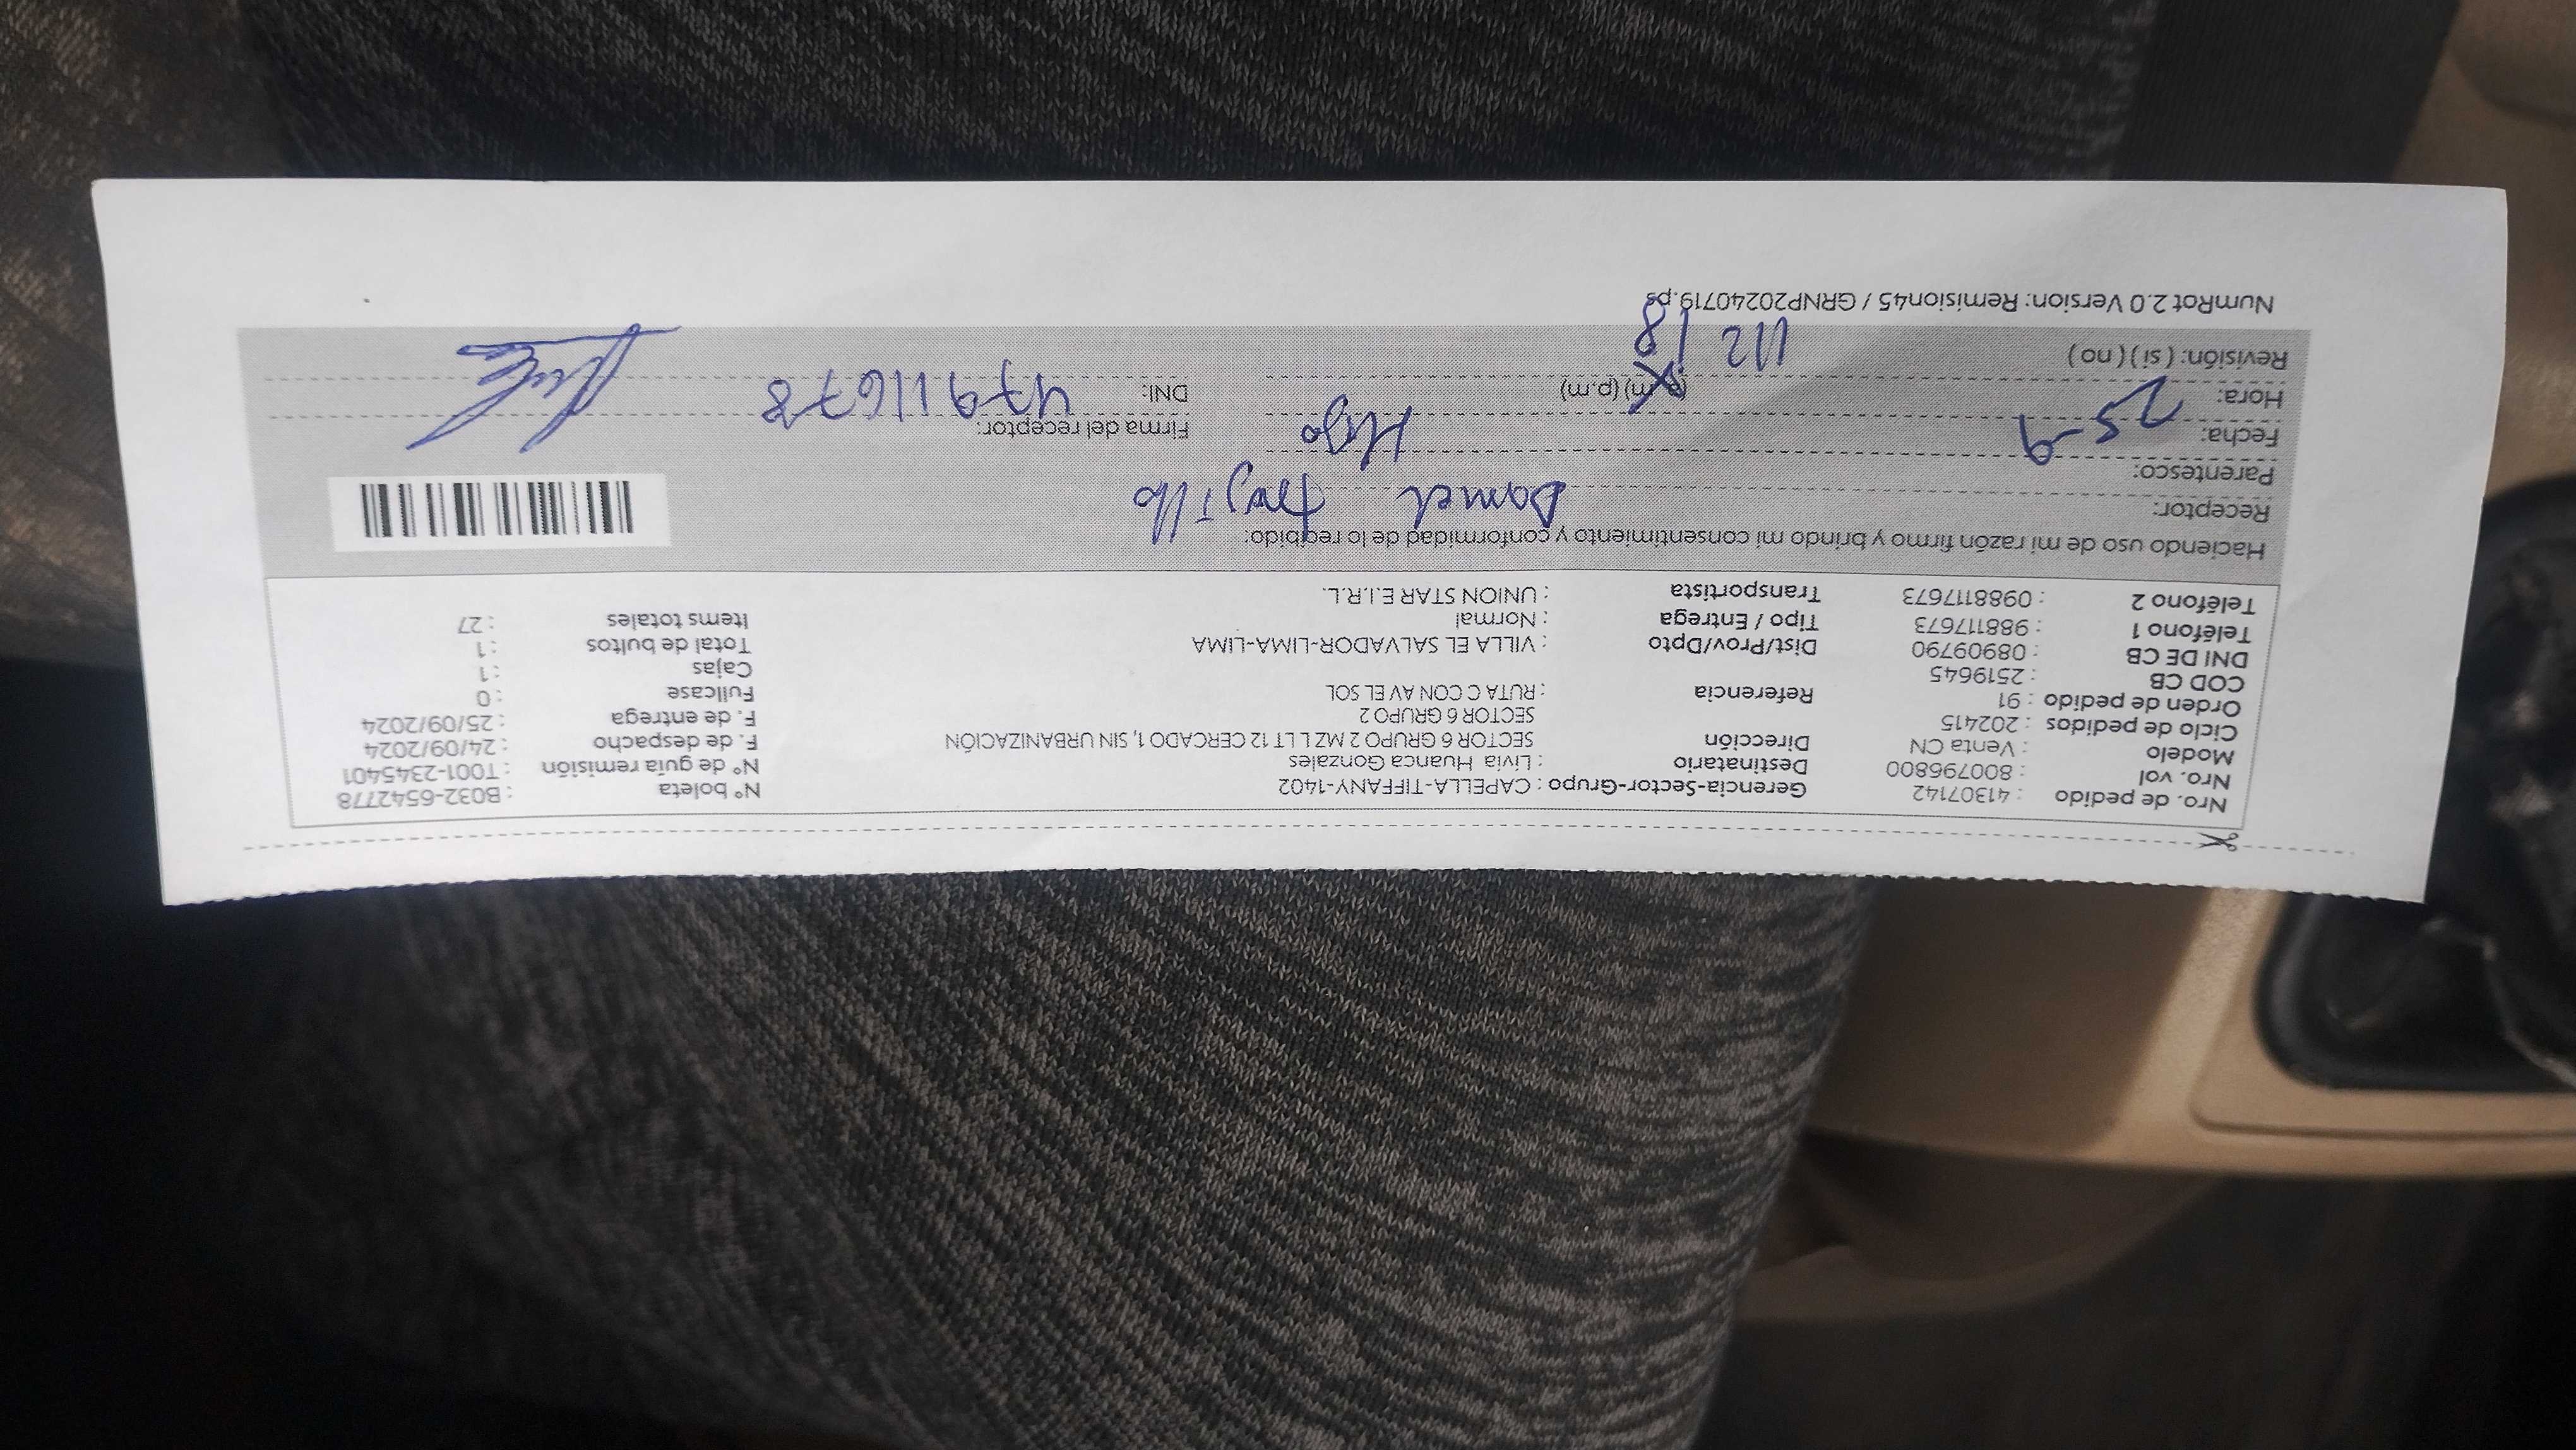 Nro. de pedido : 41307142 Gerencia-Sector-Grupo : CAPELLA-TIFFANY-1402 N° boleta : B032-6542778
Nro. vol : 800796800 Destinatario : Livia Huanca Gonzales N° de guía remisión : T001-2345401
Modelo : Venta CN Dirección SECTOR 6 GRUPO 2 MZ L LT 12 CERCADO 1, SIN URBANIZACIÓN F. de despacho : 24/09/2024
Ciclo de pedidos : 202415 SECTOR 6 GRUPO 2 F. de entrega : 25/09/2024
Orden de pedido : 91 Referencia : RUTA C CON AV EL SOL Fullcase : 0
COD CB : 2519645 Cajas : 1
DNI DE CB : 08909790 Dist/Prov/Dpto : VILLA EL SALVADOR-LIMA-LIMA Total de bultos : 1
Teléfono 1 : 988117673 Tipo / Entrega : Normal Items totales : 27
Teléfono 2 : 0988117673 Transportista : UNION STAR E.I.R.L.
Haciendo uso de mi razón firmo y brindo mi consentimiento y conformidad de lo recibido:
Receptor: Daniel Trujillo
Parentesco: Hijo
Fecha: 25-9 Firma del receptor:
Hora: (a.m) (p.m) DNI: 47911678
Revisión: ( si ) ( no ) 112 / 8
NumRot 2.0 Version: Remision45 / GRNP20240719.ps